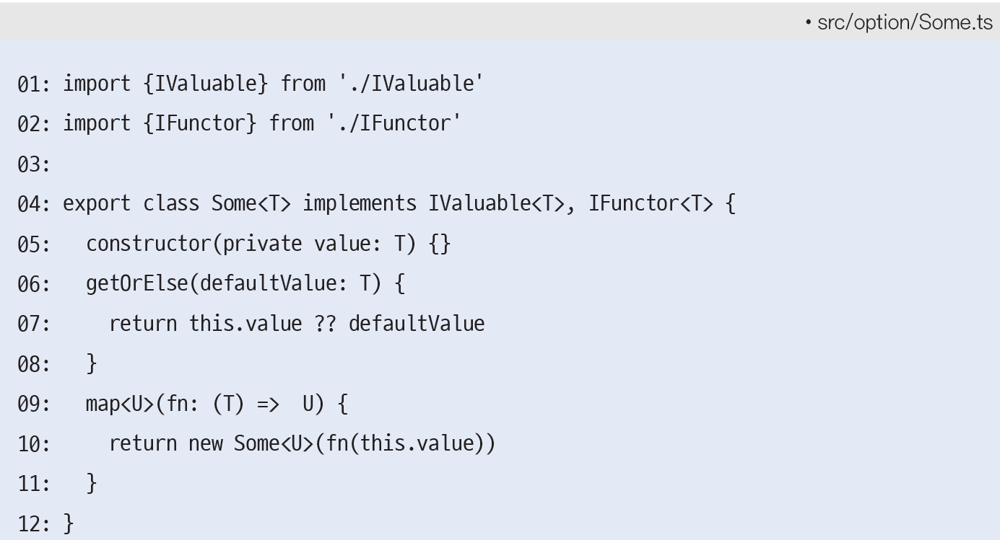 • src/option/Some.ts
01: import {IValuable} from './IValuable'
02: import {IFunctor} from './IFunctor'
03:
04: export class Some<T> implements IValuable<T>, IFunctor<T> {
05:   constructor(private value: T) {}
06:   getOrElse(defaultValue: T) {
07:     return this.value ?? defaultValue
08:   }
09:   map<U>(fn: (T) =>  U) {
10:     return new Some<U>(fn(this.value))
11:   }
12: }